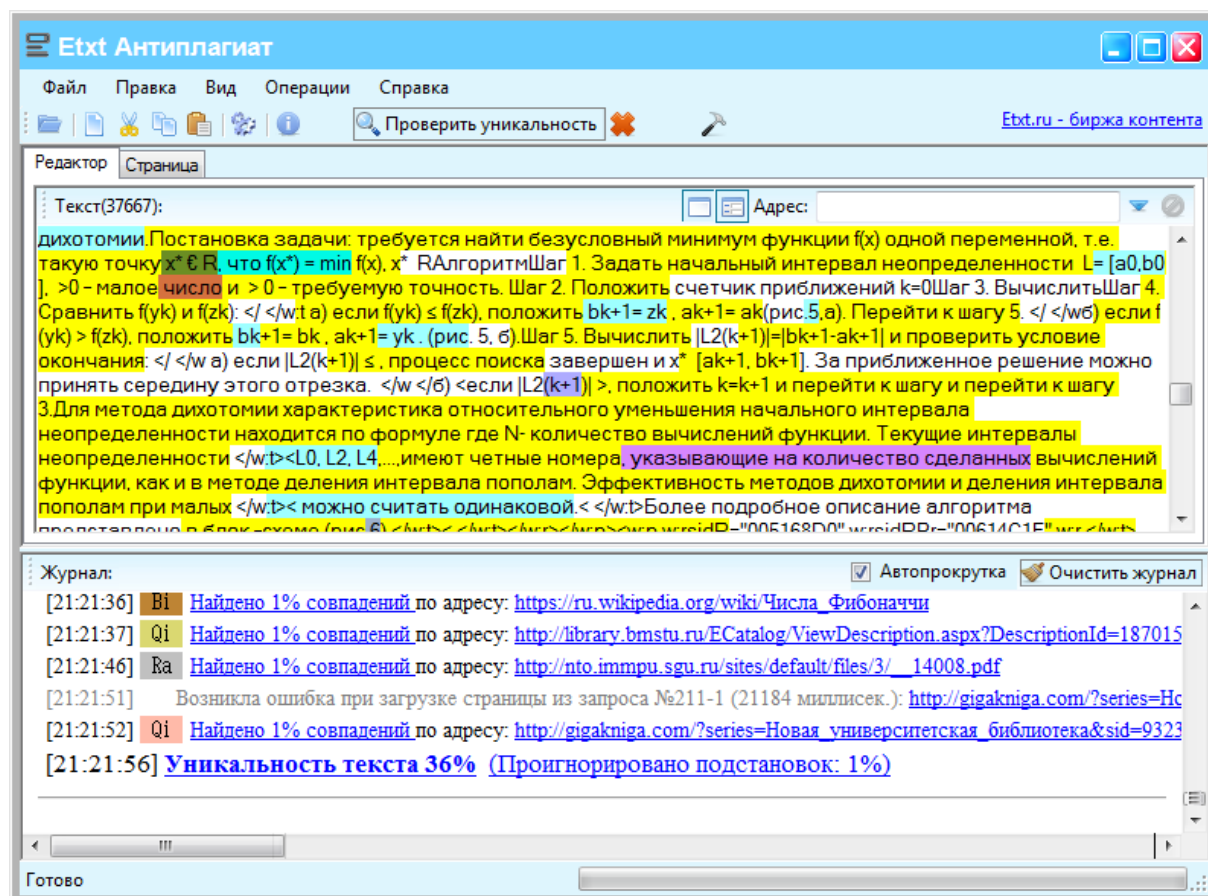 Etxt Антиплагиат
Файл Правка Вид Операции Справка
Проверить уникальность Etxt.ru - биржа контента
Редактор Страница
Текст(37667): Адрес:
дихотомии.Постановка задачи: требуется найти безусловный минимум функции f(x) одной переменной, т.е.
такую точку x* € R, что f(x*) = min f(x), x* RАлгоритмШаг 1. Задать начальный интервал неопределенности L= [a0,b0
], >0 – малое число и > 0 – требуемую точность. Шаг 2. Положить счетчик приближений k=0Шаг 3. ВычислитьШаг 4.
Сравнить f(yk) и f(zk): </ </w:t а) если f(yk) ≤ f(zk), положить bk+1= zk , ak+1= ak(рис.5,а). Перейти к шагу 5. </ </wб) если f
(yk) > f(zk), положить bk+1= bk , ak+1= yk . (рис. 5, б).Шаг 5. Вычислить |L2(k+1)|=|bk+1-ak+1| и проверить условие
окончания: </ </w а) если |L2(k+1)| ≤ , процесс поиска завершен и x* [ak+1, bk+1]. За приближенное решение можно
принять середину этого отрезка. </w </б) <если |L2(k+1)| >, положить k=k+1 и перейти к шагу и перейти к шагу
3.Для метода дихотомии характеристика относительного уменьшения начального интервала
неопределенности находится по формуле где N- количество вычислений функции. Текущие интервалы
неопределенности </w:t><L0, L2, L4,...,имеют четные номера, указывающие на количество сделанных вычислений
функции, как и в методе деления интервала пополам. Эффективность методов дихотомии и деления интервала
пополам при малых </w:t>< можно считать одинаковой.< </w:t>Более подробное описание алгоритма
представлено в блок –схеме (рис.6).</w:t>< </w:t></w:r></w:p><w:p w:rsidR="005168D0" w:rsidRPr="00614C1E" w:r </w:t>
Журнал: Автопрокрутка Очистить журнал
[21:21:36] Bi Найдено 1% совпадений по адресу: https://ru.wikipedia.org/wiki/Числа_Фибоначчи
[21:21:37] Qi Найдено 1% совпадений по адресу: http://library.bmstu.ru/ECatalog/ViewDescription.aspx?DescriptionId=187015
[21:21:46] Ra Найдено 1% совпадений по адресу: http://nto.immpu.sgu.ru/sites/default/files/3/__14008.pdf
[21:21:51] Возникла ошибка при загрузке страницы из запроса №211-1 (21184 миллисек.): http://gigakniga.com/?series=Но
[21:21:52] Qi Найдено 1% совпадений по адресу: http://gigakniga.com/?series=Новая_университетская_библиотека&sid=9323
[21:21:56] Уникальность текста 36% (Проигнорировано подстановок: 1%)
Готово